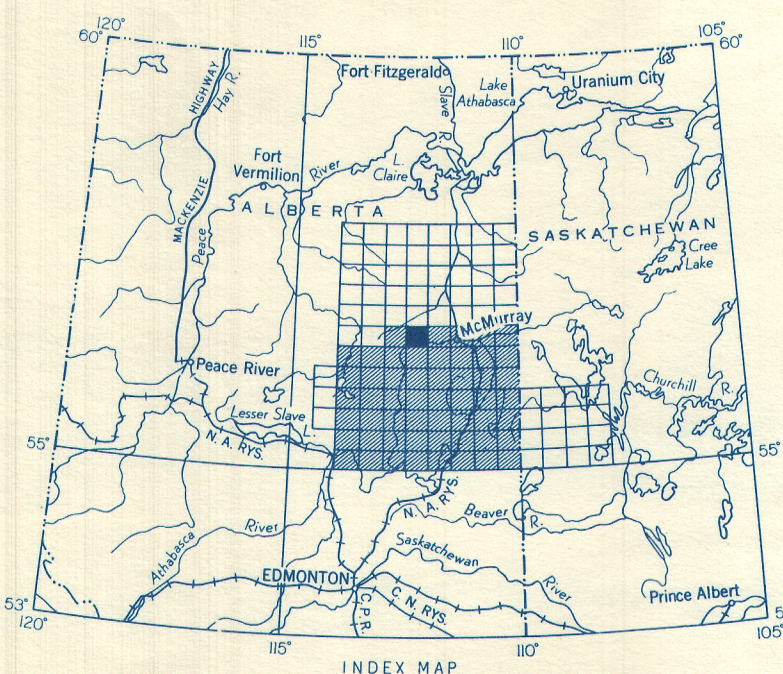 120°
60°
115°
110°
105°
60°
HIGHWAY
Hay R.
Fort Fitzgerald
Slave R.
Lake
Athabasca
Uranium City
Fort
Vermilion
River
L.
Claire
MACKENZIE
Peace
ALBERTA
SASKATCHEWAN
Cree
Lake
McMurray
Peace River
Churchill R.
Lesser Slave
L.
N. A. RYS.
55°
55°
N. A. RYS.
Beaver
R.
Athabasca
River
Saskatchewan
River
EDMONTON
C. N. RYS.
C. P. R.
Prince Albert
53°
120°
115°
110°
5
105°
INDEX MAP